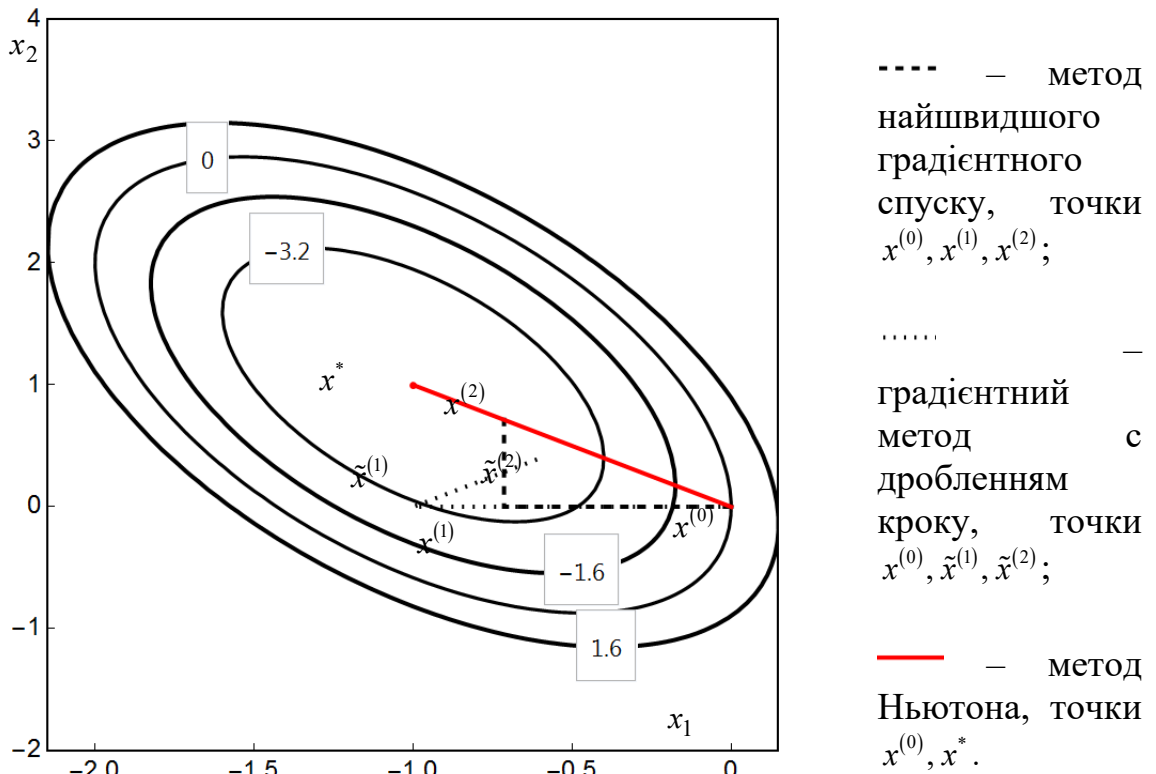 4
x₂
3
0
−3.2
2
1
x*
x⁽²⁾
x̃⁽¹⁾
x̃⁽²⁾
0
x⁽¹⁾
x⁽⁰⁾
−1.6
−1
1.6
x₁
−2
−2.0
−1.5
−1.0
−0.5
0
– метод
найшвидшого
градієнтного
спуску, точки
x⁽⁰⁾, x⁽¹⁾, x⁽²⁾;
–
градієнтний
метод с
дробленням
кроку, точки
x⁽⁰⁾, x̃⁽¹⁾, x̃⁽²⁾;
– метод
Ньютона, точки
x⁽⁰⁾, x*.